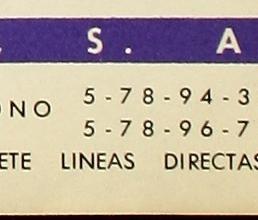 S. A
ONO 5-78-94-3
5-78-96-7
ETE LINEAS DIRECTAS